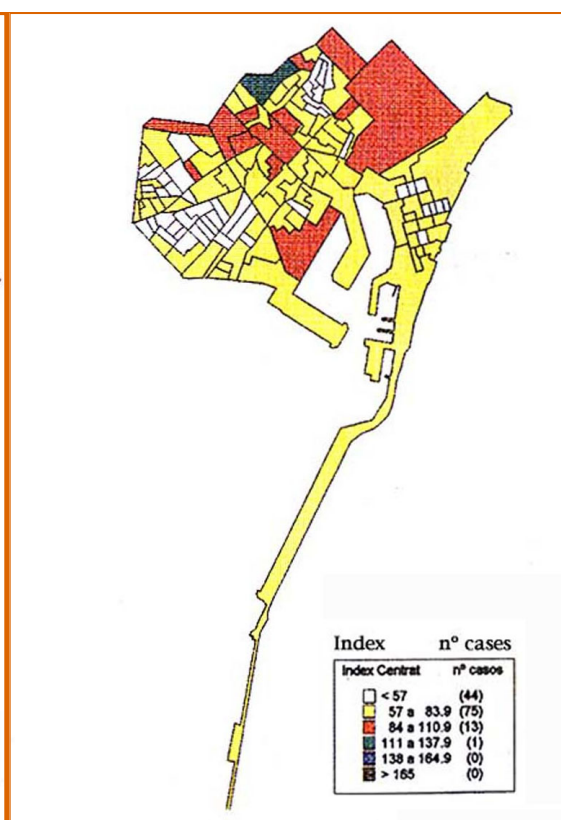 Index nº cases
Index Centrat nº casos
< 57 (44)
57 a 83.9 (75)
84 a 110.9 (13)
111 a 137.9 (1)
138 a 164.9 (0)
> 165 (0)